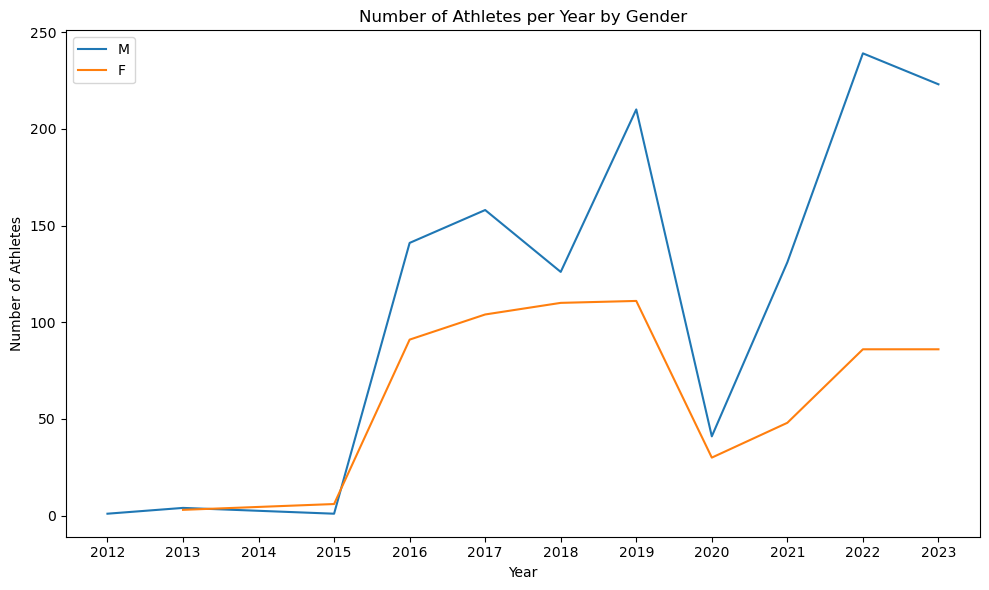 Number of Athletes per Year by Gender
M
F
Number of Athletes
250
200
150
100
50
0
2012 2013 2014 2015 2016 2017 2018 2019 2020 2021 2022 2023
Year